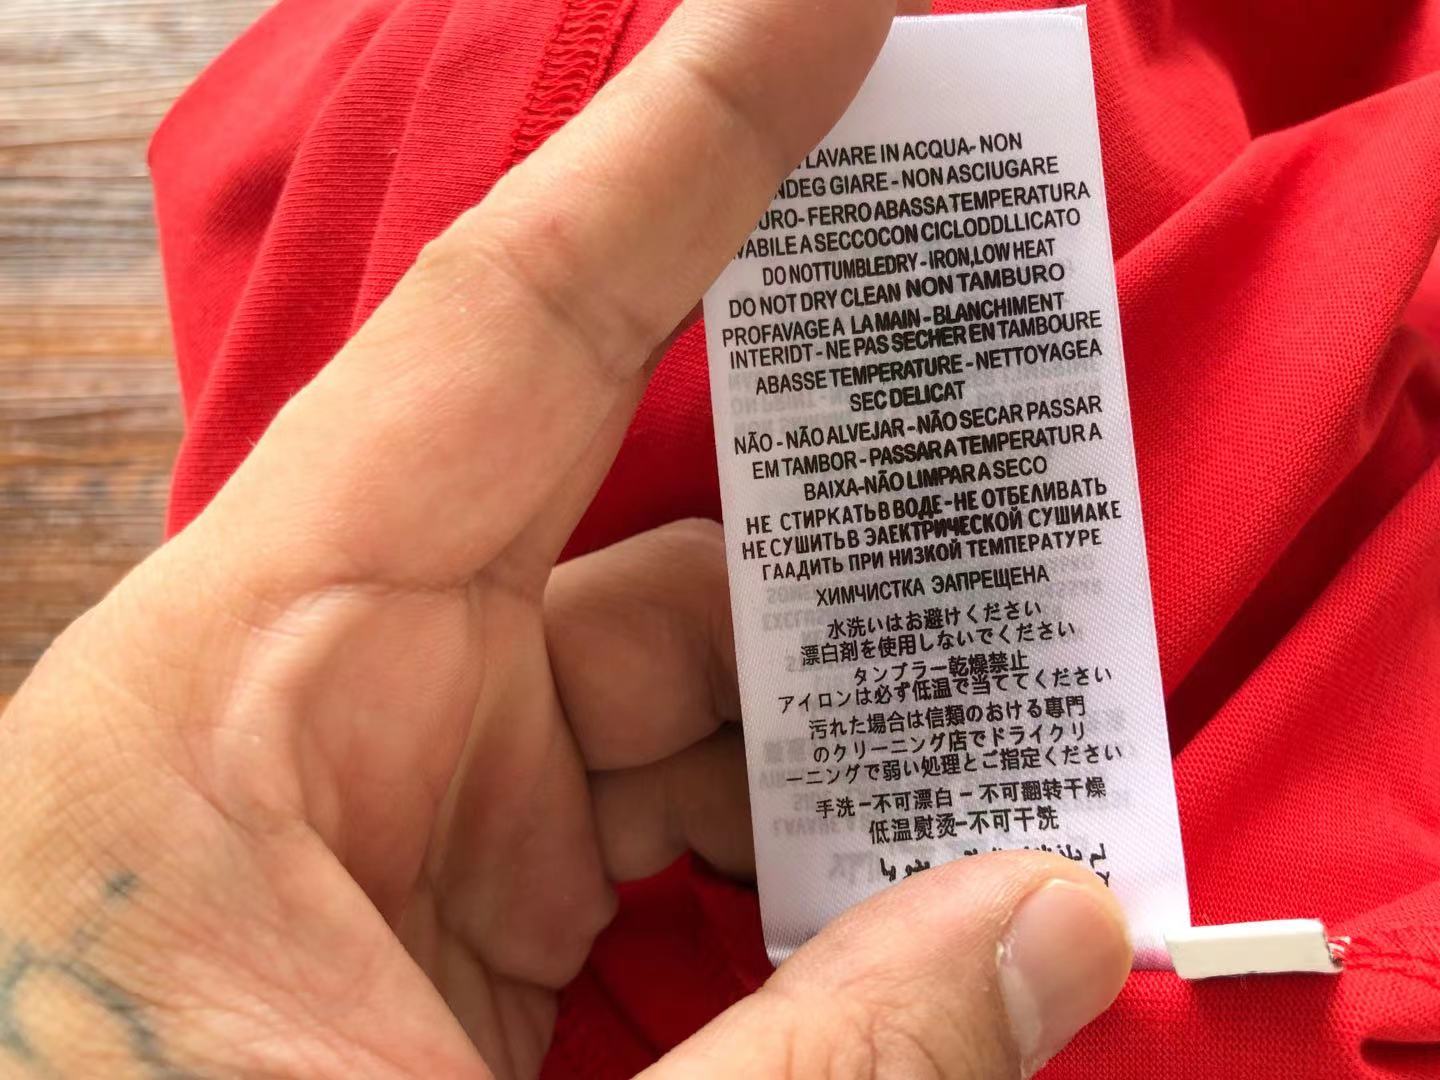 LAVARE IN ACQUA- NON
NDEG GIARE - NON ASCIUGARE
URO- FERRO ABASSA TEMPERATURA
VABILE A SECCOCON CICLODDLLICATO
DO NOTTUMBLEDRY - IRON,LOW HEAT
DO NOT DRY CLEAN NON TAMBURO
PROFAVAGE A LA MAIN - BLANCHIMENT
INTERIDT - NE PAS SECHER EN TAMBOURE
ABASSE TEMPERATURE - NETTOYAGEA
SEC DELICAT
NÃO - NÃO ALVEJAR - NÃO SECAR PASSAR
EM TAMBOR - PASSAR A TEMPERATUR A
BAIXA-NÃO LIMPAR A SECO
НЕ СТИРКАТЬ В ВОДЕ - НЕ ОТБЕЛИВАТЬ
НЕ СУШИТЬ В ЭАЕКТРИЧЕСКОЙ СУШИАКЕ
ГААДИТЬ ПРИ НИЗКОЙ ТЕМПЕРАТУРЕ
ХИМЧИСТКА ЭАПРЕЩЕНА
水洗いはお避けください
漂白剤を使用しないでください
タンブラー乾燥禁止
アイロンは必ず低温で当ててください
汚れた場合は信類のおける専門
のクリーニング店でドライクリ
ーニングで弱い処理とご指定ください
手洗-不可漂白- 不可翻转干燥
低温熨烫-不可干洗